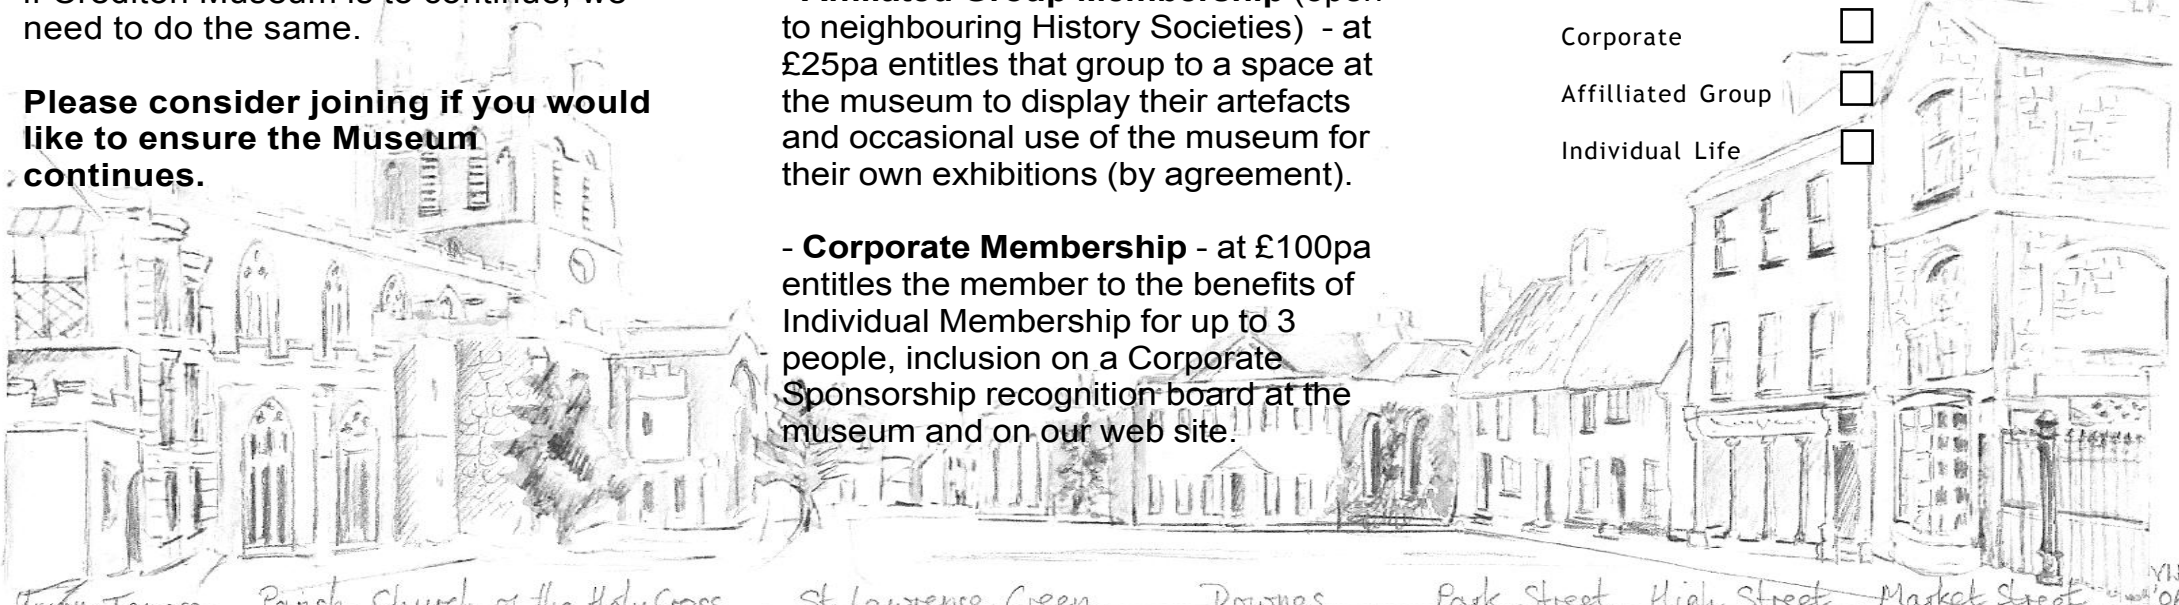 need to do the same.
Please consider joining if you would
like to ensure the Museum
continues.
to neighbouring History Societies) - at
£25pa entitles that group to a space at
the museum to display their artefacts
and occasional use of the museum for
their own exhibitions (by agreement).
- Corporate Membership - at £100pa
entitles the member to the benefits of
Individual Membership for up to 3
people, inclusion on a Corporate
Sponsorship recognition board at the
museum and on our web site.
Corporate
Affilliated Group
Individual Life
Parish Church of the Holy Cross
St Lawrence Green
Downes
Park Street
High Street
Market Street